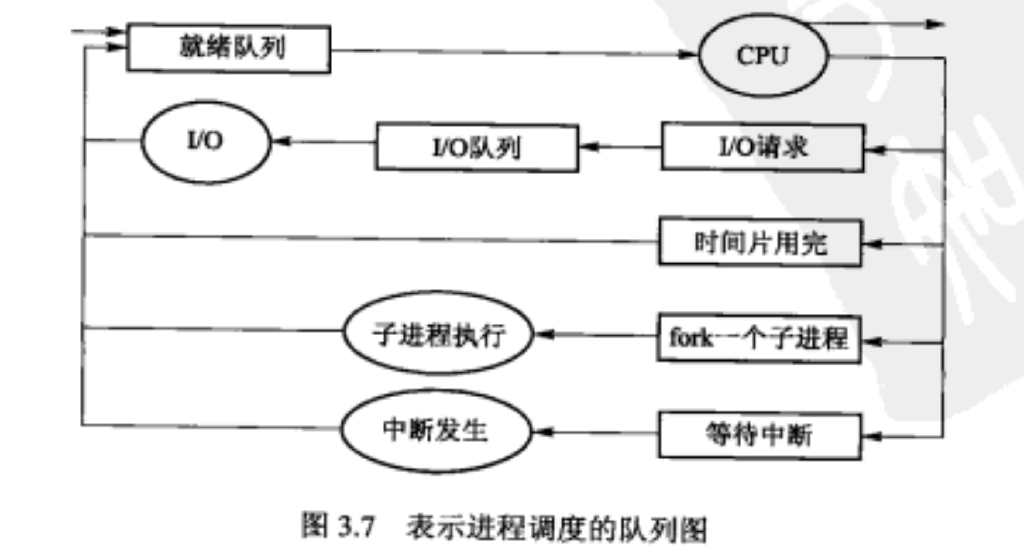 就绪队列
CPU
I/O
I/O队列
I/O请求
时间片用完
子进程执行
fork一个子进程
中断发生
等待中断
图 3.7 表示进程调度的队列图